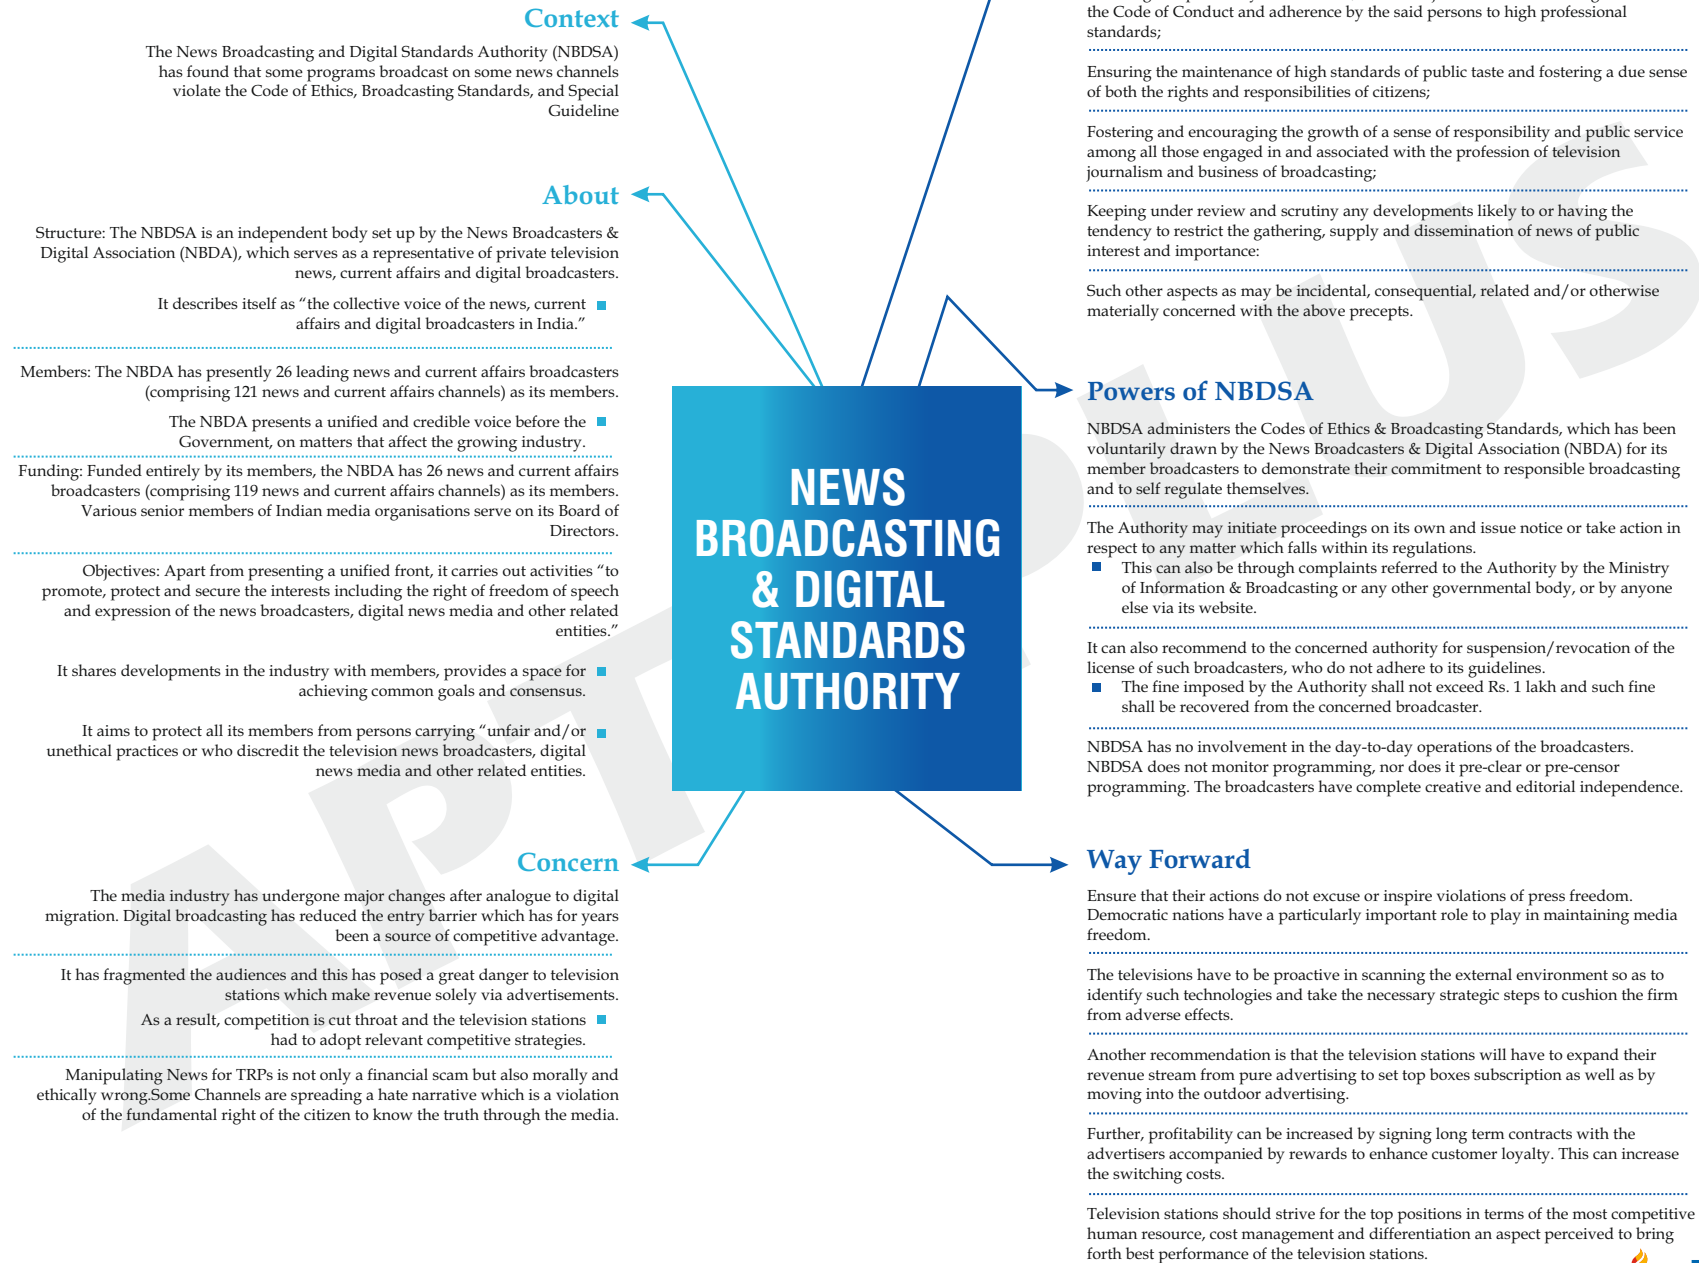 Context
The News Broadcasting and Digital Standards Authority (NBDSA)
has found that some programs broadcast on some news channels
violate the Code of Ethics, Broadcasting Standards, and Special
Guideline
About
Structure: The NBDSA is an independent body set up by the News Broadcasters &
Digital Association (NBDA), which serves as a representative of private television
news, current affairs and digital broadcasters.
It describes itself as “the collective voice of the news, current
affairs and digital broadcasters in India.”
Members: The NBDA has presently 26 leading news and current affairs broadcasters
(comprising 121 news and current affairs channels) as its members.
The NBDA presents a unified and credible voice before the
Government, on matters that affect the growing industry.
Funding: Funded entirely by its members, the NBDA has 26 news and current affairs
broadcasters (comprising 119 news and current affairs channels) as its members.
Various senior members of Indian media organisations serve on its Board of
Directors.
Objectives: Apart from presenting a unified front, it carries out activities “to
promote, protect and secure the interests including the right of freedom of speech
and expression of the news broadcasters, digital news media and other related
entities.”
It shares developments in the industry with members, provides a space for
achieving common goals and consensus.
It aims to protect all its members from persons carrying “unfair and/or
unethical practices or who discredit the television news broadcasters, digital
news media and other related entities.
Concern
The media industry has undergone major changes after analogue to digital
migration. Digital broadcasting has reduced the entry barrier which has for years
been a source of competitive advantage.
It has fragmented the audiences and this has posed a great danger to television
stations which make revenue solely via advertisements.
As a result, competition is cut throat and the television stations
had to adopt relevant competitive strategies.
Manipulating News for TRPs is not only a financial scam but also morally and
ethically wrong.Some Channels are spreading a hate narrative which is a violation
of the fundamental right of the citizen to know the truth through the media.
NEWS
BROADCASTING
& DIGITAL
STANDARDS
AUTHORITY
the Code of Conduct and adherence by the said persons to high professional
standards;
Ensuring the maintenance of high standards of public taste and fostering a due sense
of both the rights and responsibilities of citizens;
Fostering and encouraging the growth of a sense of responsibility and public service
among all those engaged in and associated with the profession of television
journalism and business of broadcasting;
Keeping under review and scrutiny any developments likely to or having the
tendency to restrict the gathering, supply and dissemination of news of public
interest and importance:
Such other aspects as may be incidental, consequential, related and/or otherwise
materially concerned with the above precepts.
Powers of NBDSA
NBDSA administers the Codes of Ethics & Broadcasting Standards, which has been
voluntarily drawn by the News Broadcasters & Digital Association (NBDA) for its
member broadcasters to demonstrate their commitment to responsible broadcasting
and to self regulate themselves.
The Authority may initiate proceedings on its own and issue notice or take action in
respect to any matter which falls within its regulations.
This can also be through complaints referred to the Authority by the Ministry
of Information & Broadcasting or any other governmental body, or by anyone
else via its website.
It can also recommend to the concerned authority for suspension/revocation of the
license of such broadcasters, who do not adhere to its guidelines.
The fine imposed by the Authority shall not exceed Rs. 1 lakh and such fine
shall be recovered from the concerned broadcaster.
NBDSA has no involvement in the day-to-day operations of the broadcasters.
NBDSA does not monitor programming, nor does it pre-clear or pre-censor
programming. The broadcasters have complete creative and editorial independence.
Way Forward
Ensure that their actions do not excuse or inspire violations of press freedom.
Democratic nations have a particularly important role to play in maintaining media
freedom.
The televisions have to be proactive in scanning the external environment so as to
identify such technologies and take the necessary strategic steps to cushion the firm
from adverse effects.
Another recommendation is that the television stations will have to expand their
revenue stream from pure advertising to set top boxes subscription as well as by
moving into the outdoor advertising.
Further, profitability can be increased by signing long term contracts with the
advertisers accompanied by rewards to enhance customer loyalty. This can increase
the switching costs.
Television stations should strive for the top positions in terms of the most competitive
human resource, cost management and differentiation an aspect perceived to bring
forth best performance of the television stations.